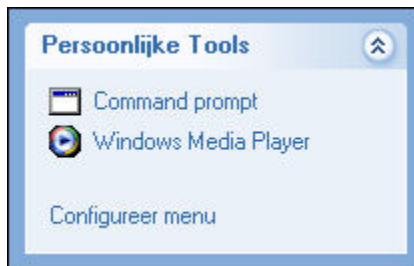 Persoonlijke Tools
Command prompt
Windows Media Player
Configureer menu